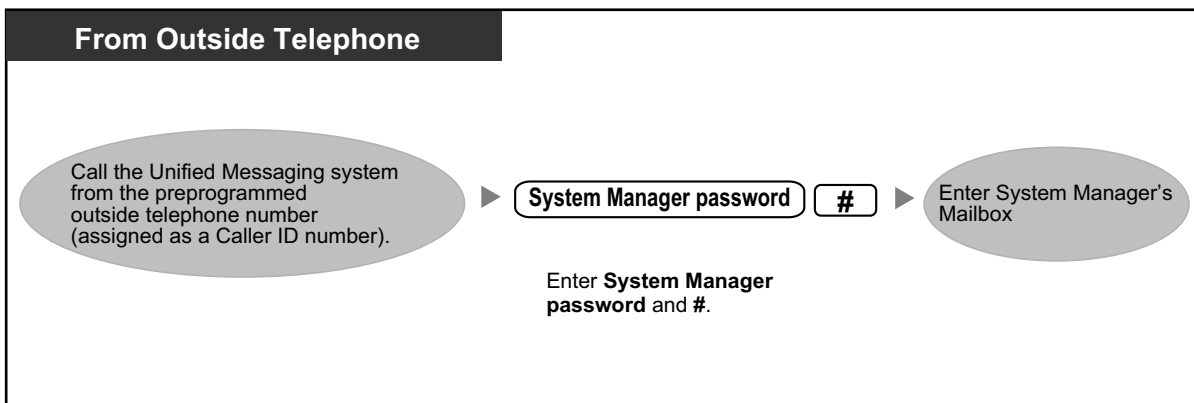 From Outside Telephone
Call the Unified Messaging system
from the preprogrammed
outside telephone number
(assigned as a Caller ID number).
System Manager password #
Enter System Manager
password and #.
Enter System Manager’s
Mailbox